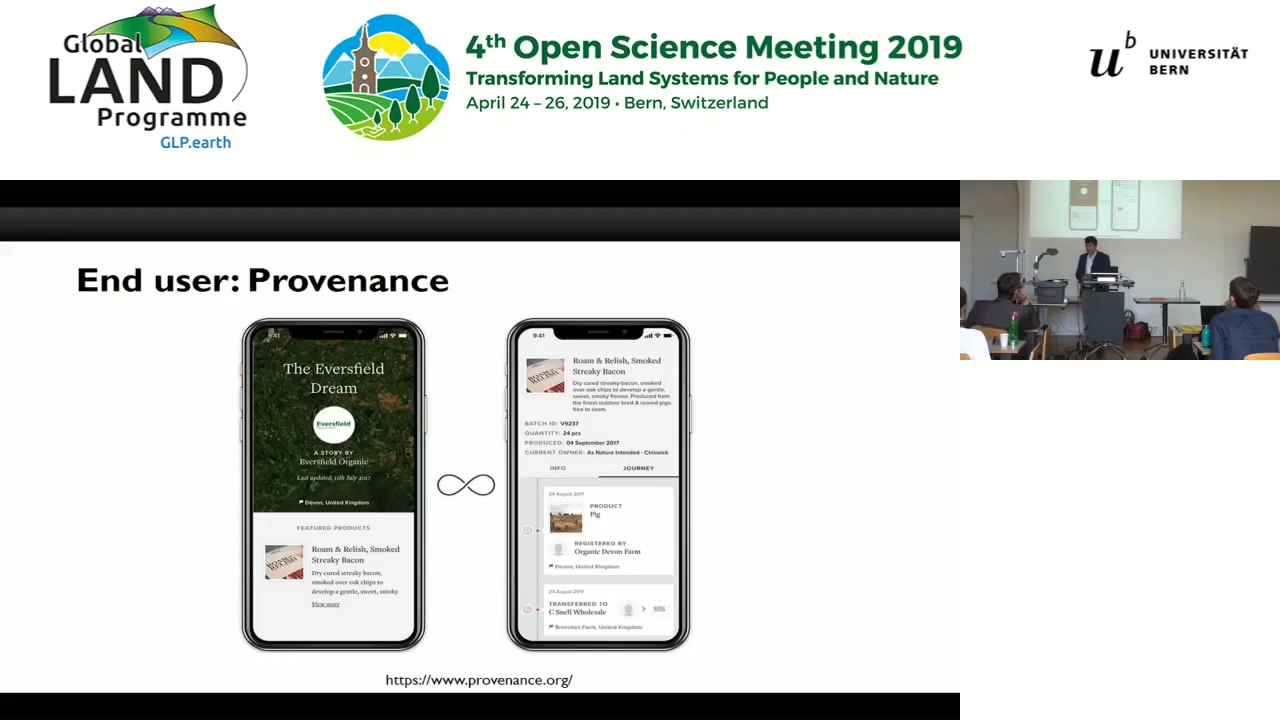 Global
LAND
Programme
GLP.earth
4th Open Science Meeting 2019
Transforming Land Systems for People and Nature
April 24 – 26, 2019 • Bern, Switzerland
u b
UNIVERSITÄT
BERN
End user: Provenance
9:41
The Eversfield
Dream
Eversfield
A STORY BY
Eversfield Organic
Last updated; 11th July 2017
Devon, United Kingdom
FEATURED PRODUCTS
Roam & Relish, Smoked
Streaky Bacon
Dry cured streaky bacon,
smoked over oak chips to
develop a gentle, sweet, smoky
View more
9:41
Roam & Relish, Smoked
Streaky Bacon
Dry cured streaky bacon, smoked
over oak chips to develop a gentle,
sweet, smoky flavour. Produced from
the finest outdoor bred & reared pigs,
free to roam.
BATCH ID: V9237
QUANTITY: 24 pcs
PRODUCED: 04 September 2017
CURRENT OWNER: As Nature Intended - Chiswick
INFO JOURNEY
24 August 2017
PRODUCT
Pig
REGISTERED BY
Organic Devon Farm
Devon, United Kingdom
24 August 2017
TRANSFERRED TO
C Snell Wholesale
Breeches Farm, United Kingdom
https://www.provenance.org/